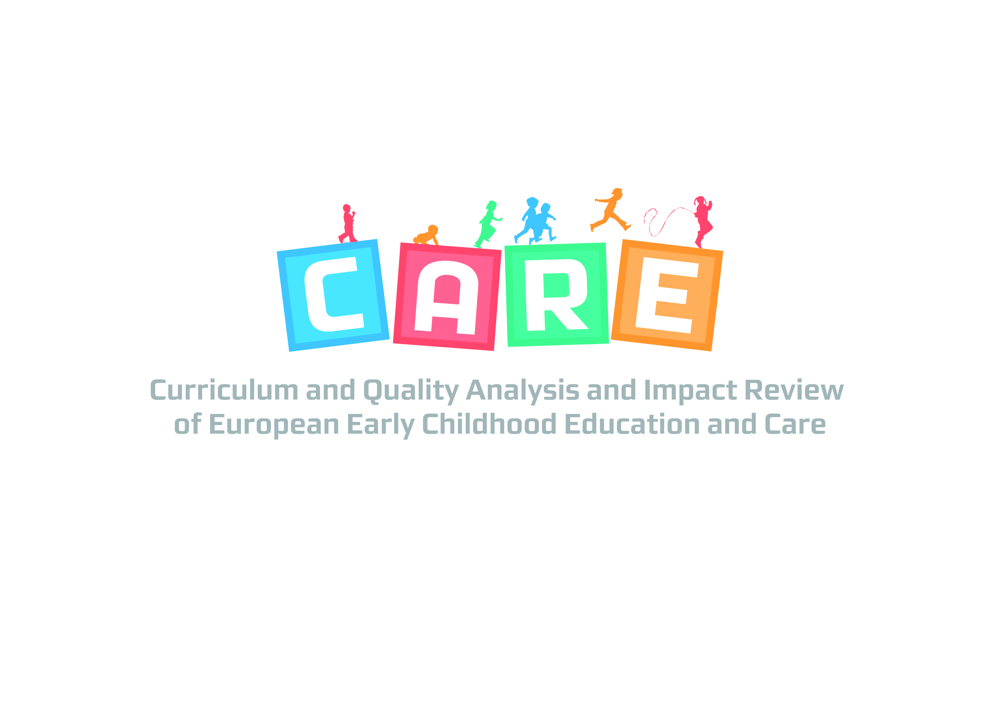 CARE
Curriculum and Quality Analysis and Impact Review
of European Early Childhood Education and Care